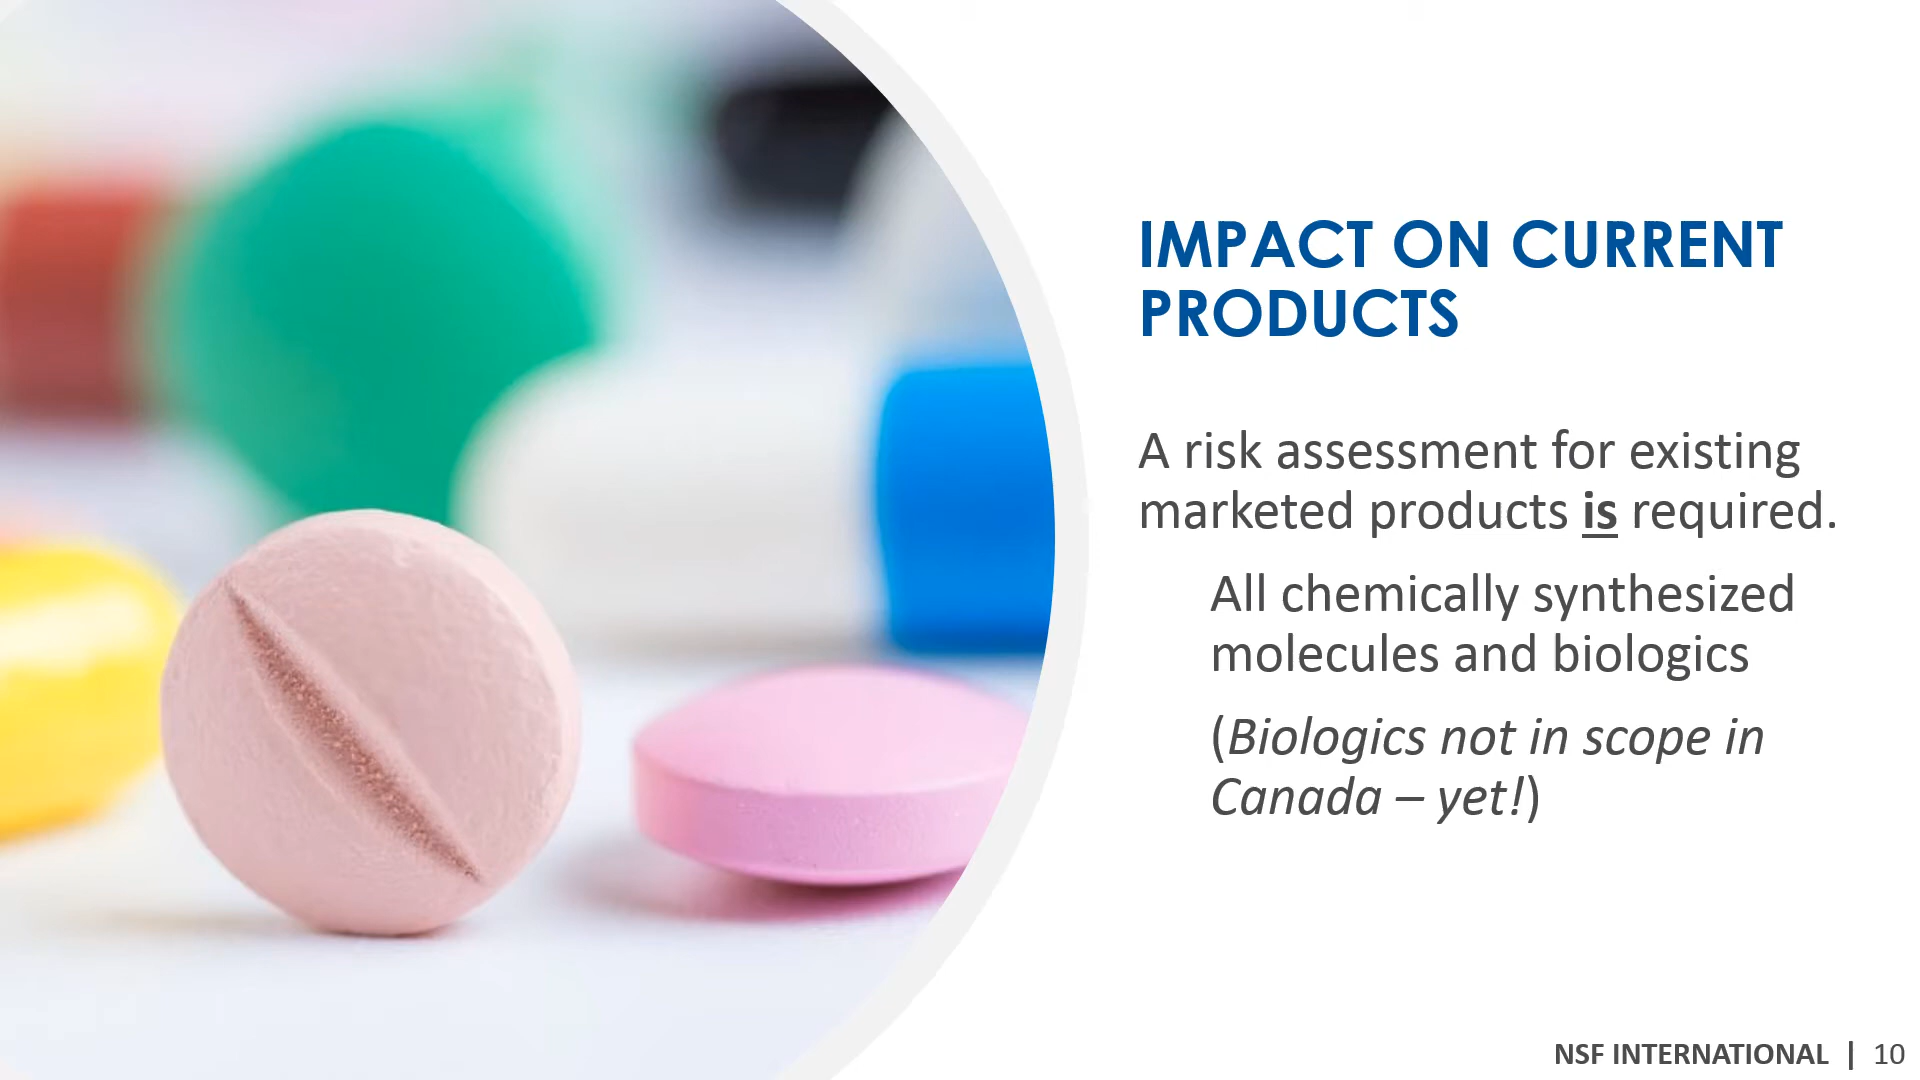 IMPACT ON CURRENT
PRODUCTS
A risk assessment for existing
marketed products is required.
All chemically synthesized
molecules and biologics
(Biologics not in scope in
Canada – yet!)
NSF INTERNATIONAL | 10